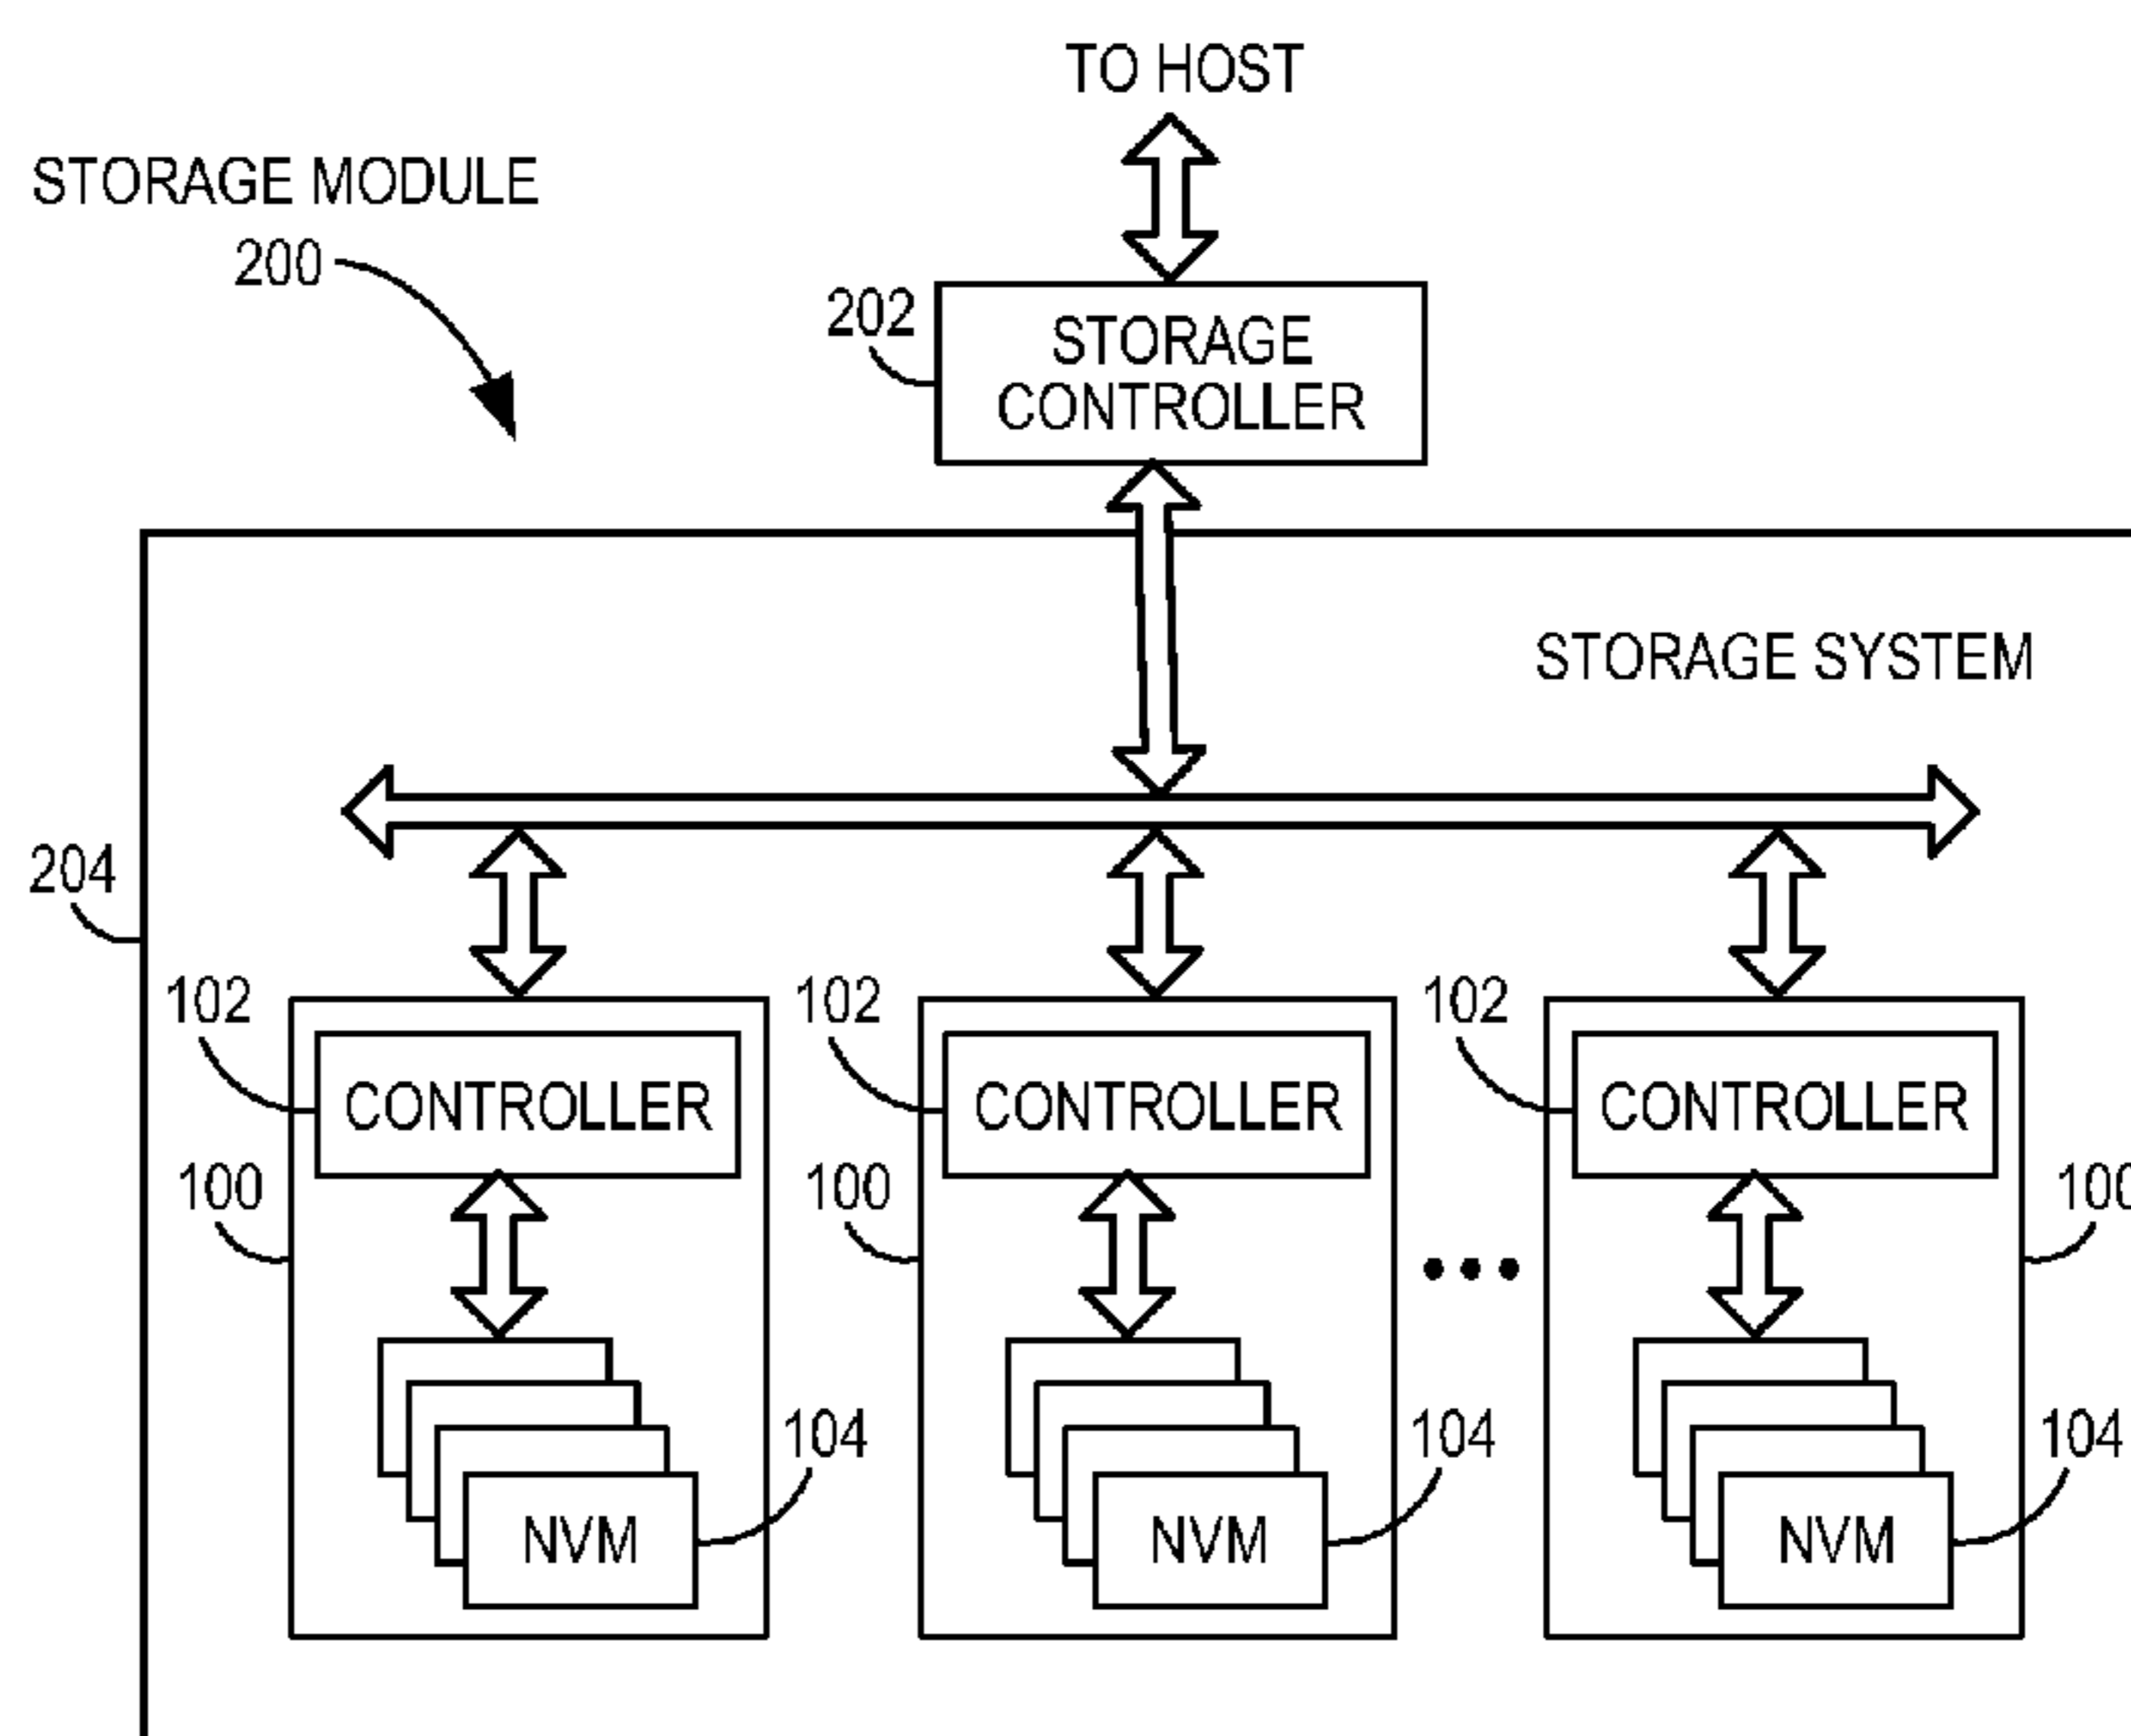 TO HOST
STORAGE MODULE
200
202
STORAGE
CONTROLLER
STORAGE SYSTEM
204
102
102
102
CONTROLLER
CONTROLLER
CONTROLLER
100
100
100
104
104
104
NVM
NVM
NVM